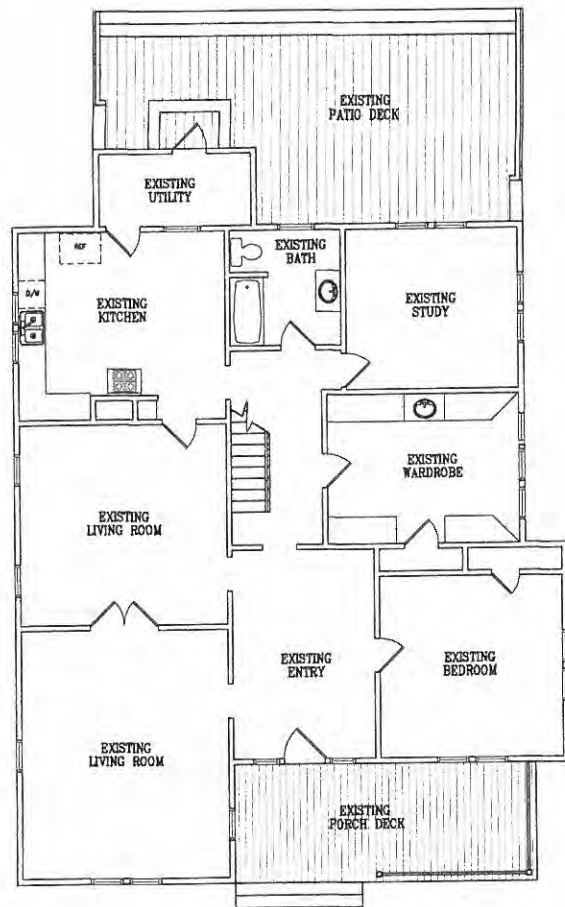 EXISTING
PATIO DECK
EXISTING
UTILITY
REF
EXISTING
BATH
D/W
EXISTING
KITCHEN
EXISTING
STUDY
EXISTING
WARDROBE
EXISTING
LIVING ROOM
EXISTING
ENTRY
EXISTING
BEDROOM
EXISTING
LIVING ROOM
EXISTING
PORCH DECK